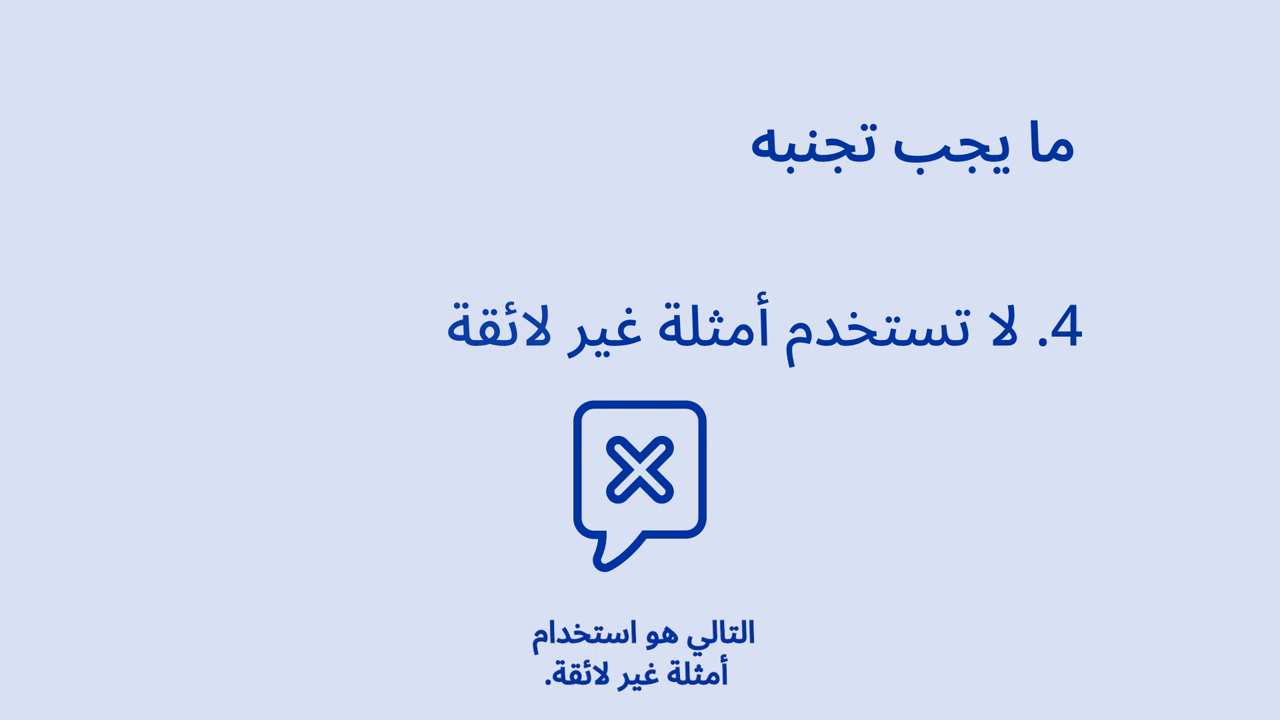 ما يجب تجنبه
4. لا تستخدم أمثلة غير لائقة
التالي هو استخدام
أمثلة غير لائقة.